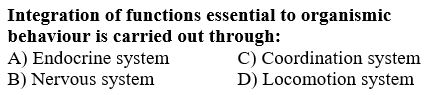 Integration of functions essential to organismic
behaviour is carried out through:
A) Endocrine system C) Coordination system
B) Nervous system D) Locomotion system